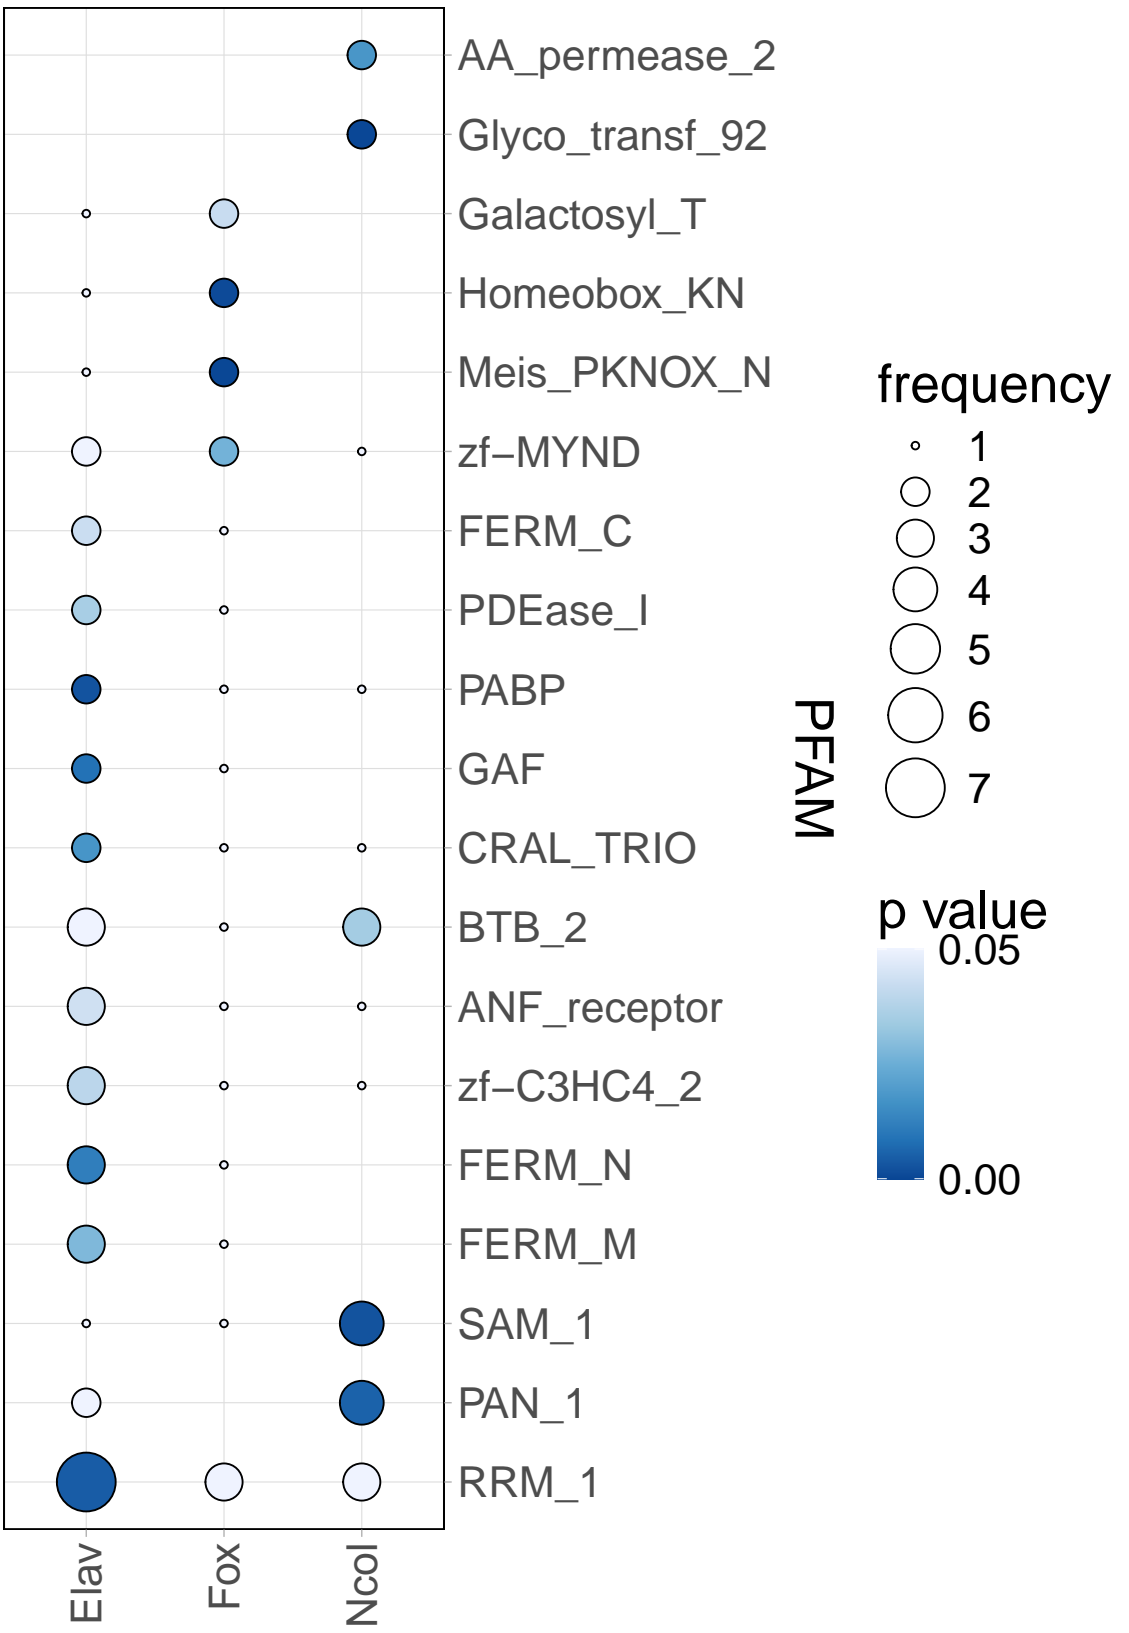 AA_permease_2
Glyco_transf_92
Galactosyl_T
Homeobox_KN
Meis_PKNOX_N
zf−MYND
FERM_C
PDEase_I
PABP
GAF
CRAL_TRIO
BTB_2
ANF_receptor
zf−C3HC4_2
FERM_N
FERM_M
SAM_1
PAN_1
RRM_1
Elav
Fox
Ncol
PFAM
frequency
1
2
3
4
5
6
7
p value
0.05
0.00